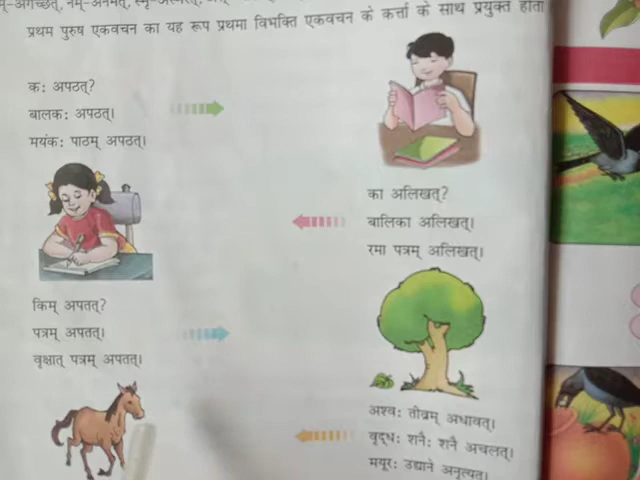 प्रथम पुरुष एकवचन का यह रूप प्रथमा विभक्ति एकवचन के कर्त्ता के साथ प्रयुक्त होता
कः अपठत्?
बालकः अपठत्।
मयंकः पाठम् अपठत्।
का अलिखत्?
बालिका अलिखत्।
रमा पत्रम् अलिखत्।
किम् अपतत्?
पत्रम् अपतत्।
वृक्षात् पत्रम् अपतत्।
अश्वः तीव्रम् अधावत्।
वृद्धः शनैः शनै अचलत्।
मयूरः उद्याने अनृत्यत्।